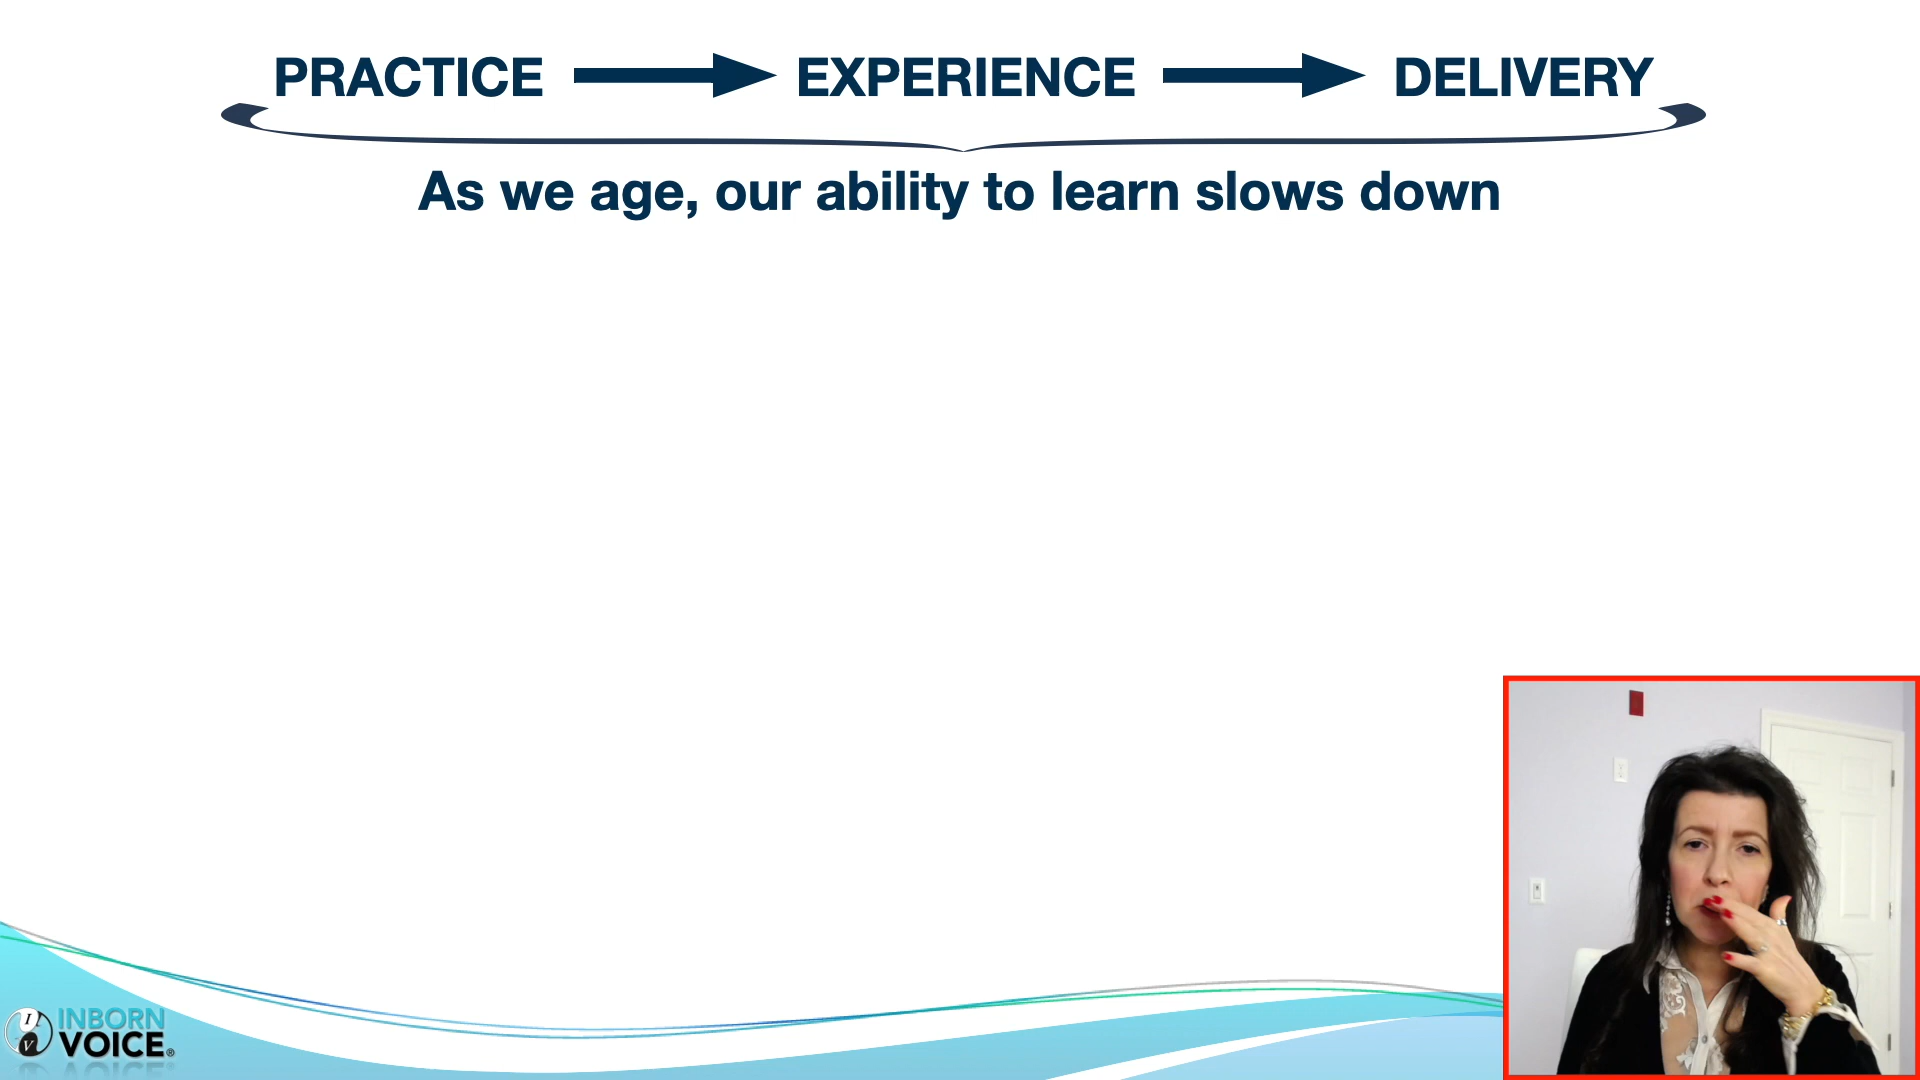 PRACTICE EXPERIENCE DELIVERY
As we age, our ability to learn slows down
I
V
INBORN
VOICE®